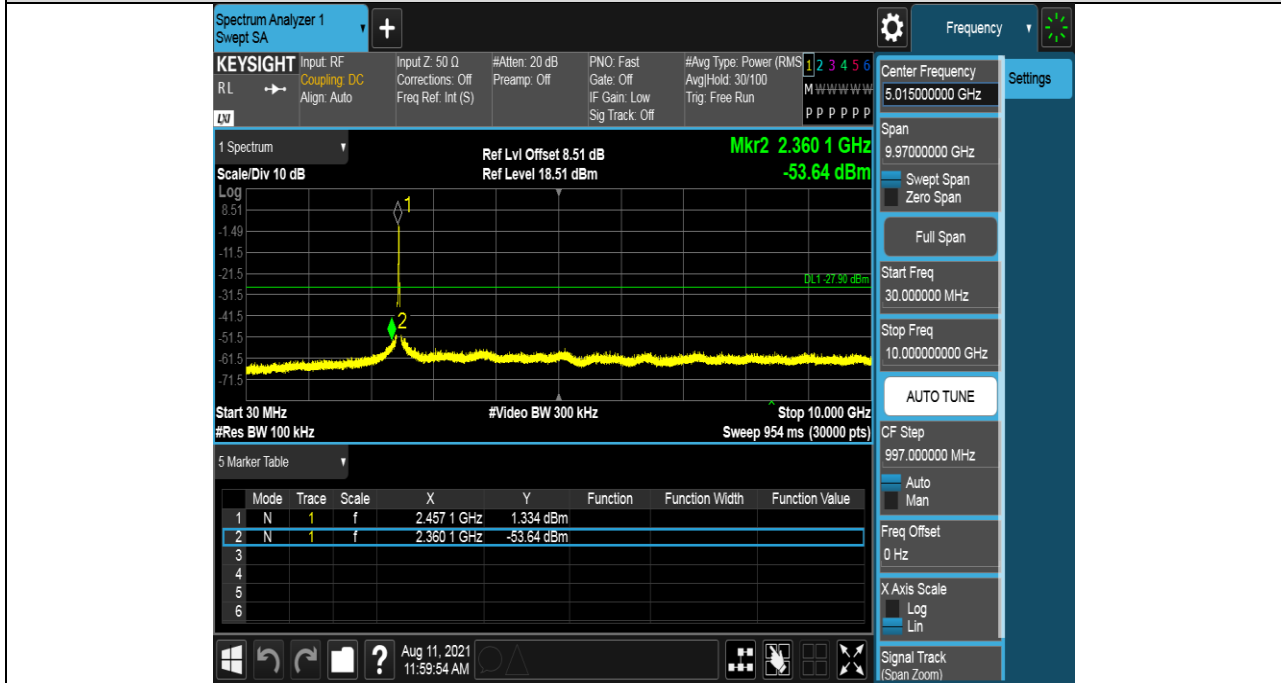 Spectrum Analyzer 1
Swept SA
+
Frequency
KEYSIGHT
RL
LXI
Input: RF
Coupling: DC
Align: Auto
Input Z: 50 Ω
Corrections: Off
Freq Ref: Int (S)
#Atten: 20 dB
Preamp: Off
PNO: Fast
Gate: Off
IF Gain: Low
Sig Track: Off
#Avg Type: Power (RMS
Avg|Hold: 30/100
Trig: Free Run
1 2 3 4 5 6
M W W W W W
P P P P P P
1 Spectrum
Scale/Div 10 dB
Ref Lvl Offset 8.51 dB
Ref Level 18.51 dBm
Mkr2 2.360 1 GHz
-53.64 dBm
Log
8.51
-1.49
-11.5
-21.5
-31.5
-41.5
-51.5
-61.5
-71.5
1
2
DL1 -27.90 dBm
Start 30 MHz
#Video BW 300 kHz
Stop 10.000 GHz
#Res BW 100 kHz
Sweep 954 ms (30000 pts)
5 Marker Table
Mode Trace Scale X Y Function Function Width Function Value
1 N 1 f 2.457 1 GHz 1.334 dBm
2 N 1 f 2.360 1 GHz -53.64 dBm
3
4
5
6
?
Aug 11, 2021
11:59:54 AM
Center Frequency
5.015000000 GHz
Span
9.97000000 GHz
Swept Span
Zero Span
Full Span
Start Freq
30.000000 MHz
Stop Freq
10.000000000 GHz
AUTO TUNE
CF Step
997.000000 MHz
Auto
Man
Freq Offset
0 Hz
X Axis Scale
Log
Lin
Signal Track
(Span Zoom)
Settings